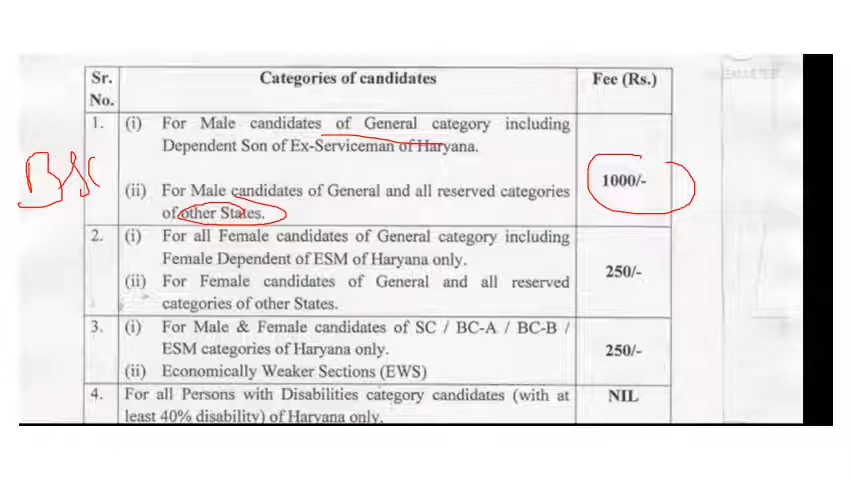 Sr. No. Categories of candidates Fee (Rs.)
1. (i) For Male candidates of General category including
Dependent Son of Ex-Serviceman of Haryana.
1000/-
(ii) For Male candidates of General and all reserved categories
of other States.
2. (i) For all Female candidates of General category including
Female Dependent of ESM of Haryana only.
250/-
(ii) For Female candidates of General and all reserved
categories of other States.
3. (i) For Male & Female candidates of SC / BC-A / BC-B /
ESM categories of Haryana only.
250/-
(ii) Economically Weaker Sections (EWS)
4. For all Persons with Disabilities category candidates (with at NIL
least 40% disability) of Haryana only.